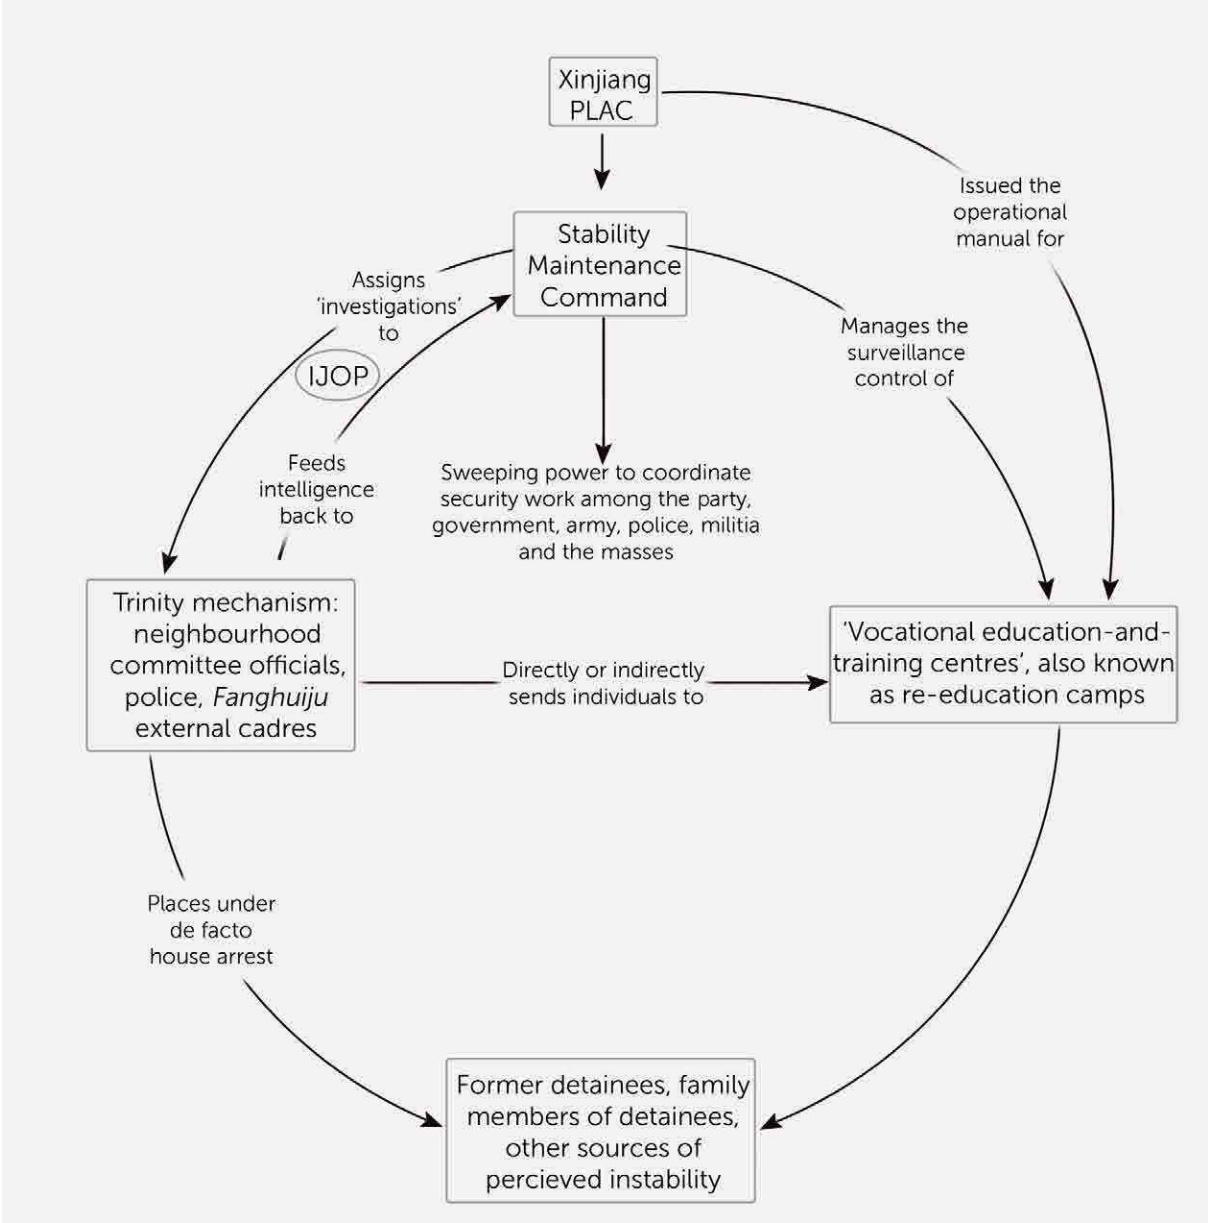 Xinjiang
PLAC
Issued the
operational
manual for
Stability
Maintenance
Command
Assigns
‘investigations’
to
IJOP
Manages the
surveillance
control of
Feeds
intelligence
back to
Sweeping power to coordinate
security work among the party,
government, army, police, militia
and the masses
Trinity mechanism:
neighbourhood
committee officials,
police, Fanghuiju
external cadres
Directly or indirectly
sends individuals to
‘Vocational education-and-
training centres’, also known
as re-education camps
Places under
de facto
house arrest
Former detainees, family
members of detainees,
other sources of
percieved instability